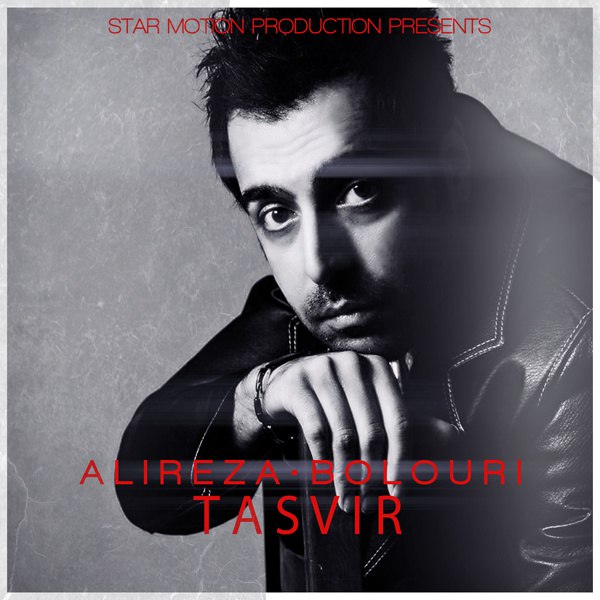 STAR MOTION PRODUCTION PRESENTS
ALIREZA • BOLOURI
TASVIR